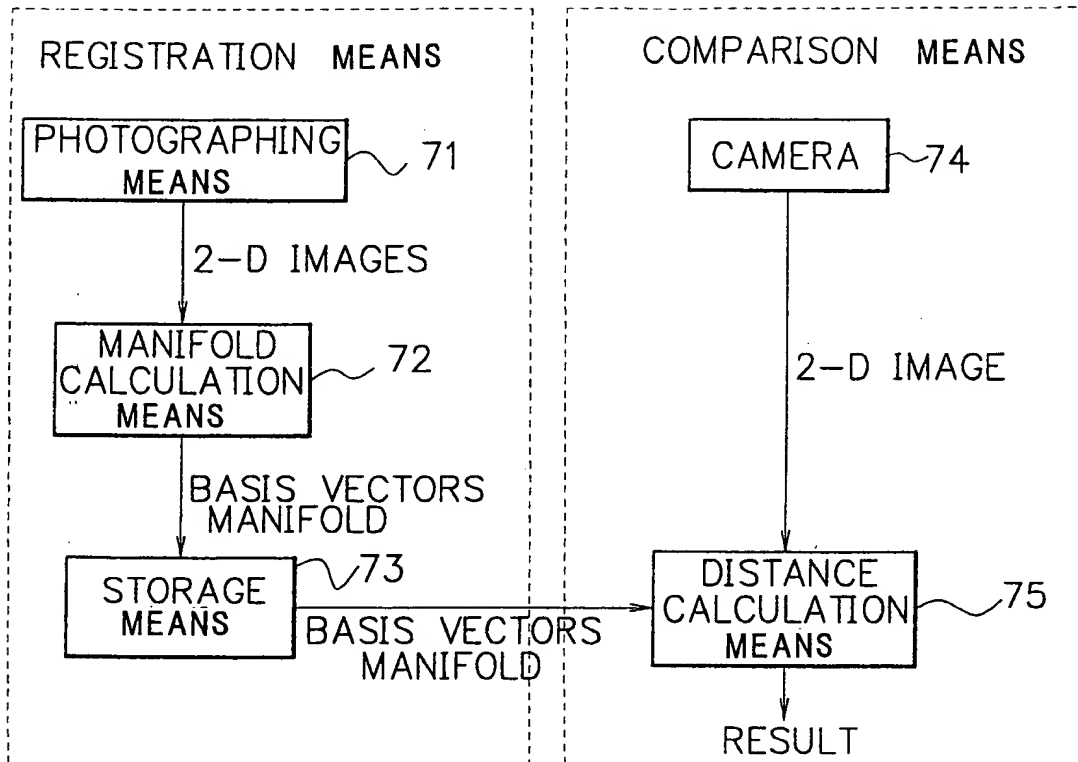 REGISTRATION MEANS
PHOTOGRAPHING
MEANS
71
2-D IMAGES
MANIFOLD
CALCULATION
MEANS
72
BASIS VECTORS
MANIFOLD
STORAGE
MEANS
73
BASIS VECTORS
MANIFOLD
COMPARISON MEANS
CAMERA
74
2-D IMAGE
DISTANCE
CALCULATION
MEANS
75
RESULT